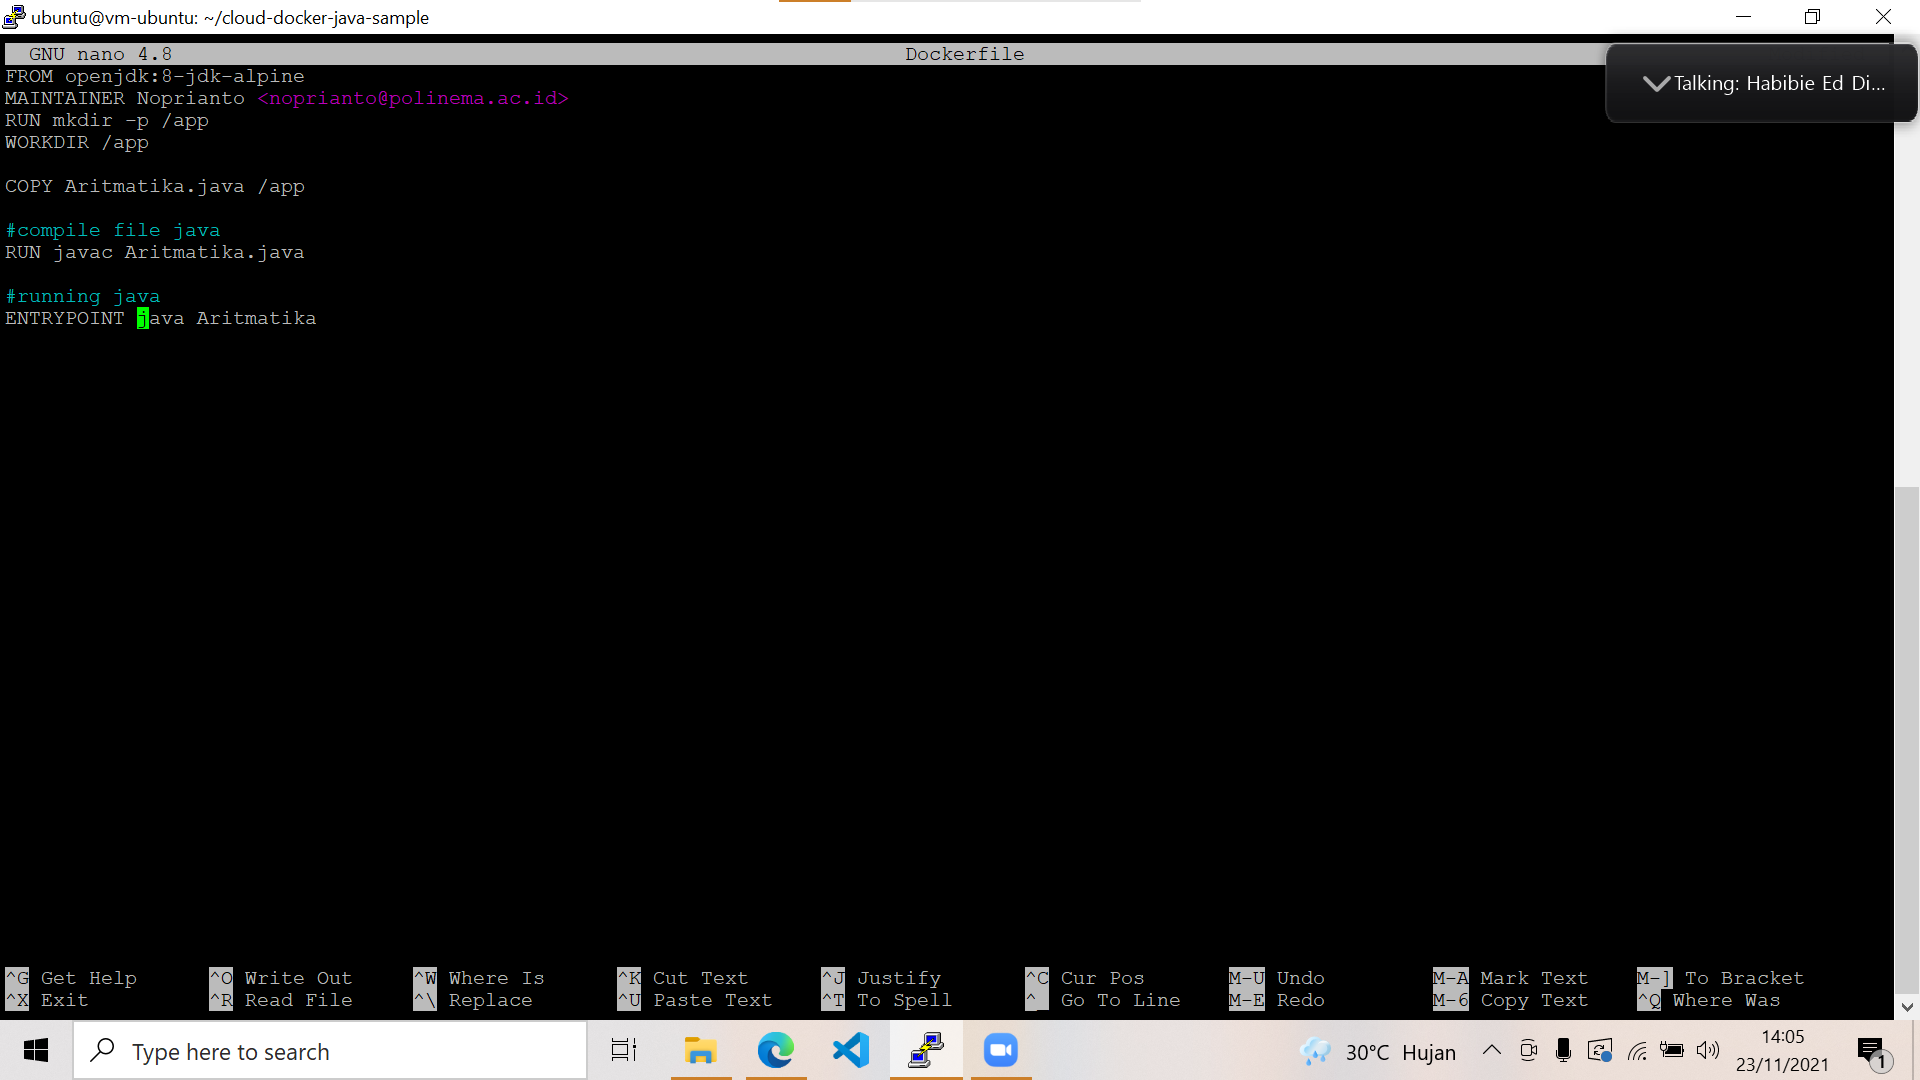 ubuntu@vm-ubuntu: ~/cloud-docker-java-sample
GNU nano 4.8 Dockerfile
Talking: Habibie Ed Di...
FROM openjdk:8-jdk-alpine
MAINTAINER Noprianto <noprianto@polinema.ac.id>
RUN mkdir -p /app
WORKDIR /app
COPY Aritmatika.java /app
#compile file java
RUN javac Aritmatika.java
#running java
ENTRYPOINT java Aritmatika
^G Get Help ^O Write Out ^W Where Is ^K Cut Text ^J Justify ^C Cur Pos M-U Undo M-A Mark Text M-] To Bracket
^X Exit ^R Read File ^\ Replace ^U Paste Text ^T To Spell ^_ Go To Line M-E Redo M-6 Copy Text ^Q Where Was
Type here to search
30°C Hujan
14:05
23/11/2021
1